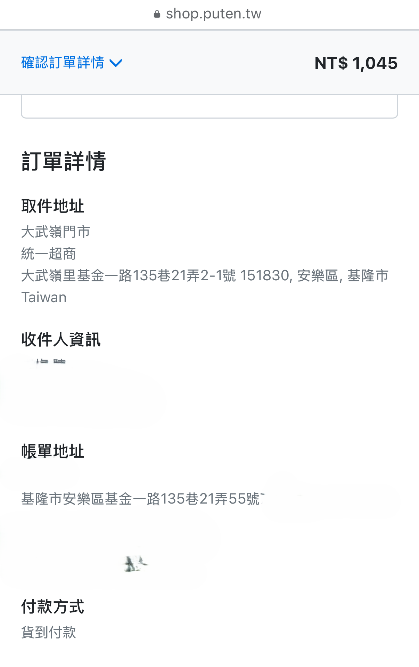 shop.puten.tw
確認訂單詳情
NT$ 1,045
訂單詳情
取件地址
大武嶺門市
統一超商
大武嶺里基金一路135巷21弄2-1號 151830, 安樂區, 基隆市
Taiwan
收件人資訊
帳單地址
基隆市安樂區基金一路135巷21弄55號
付款方式
貨到付款